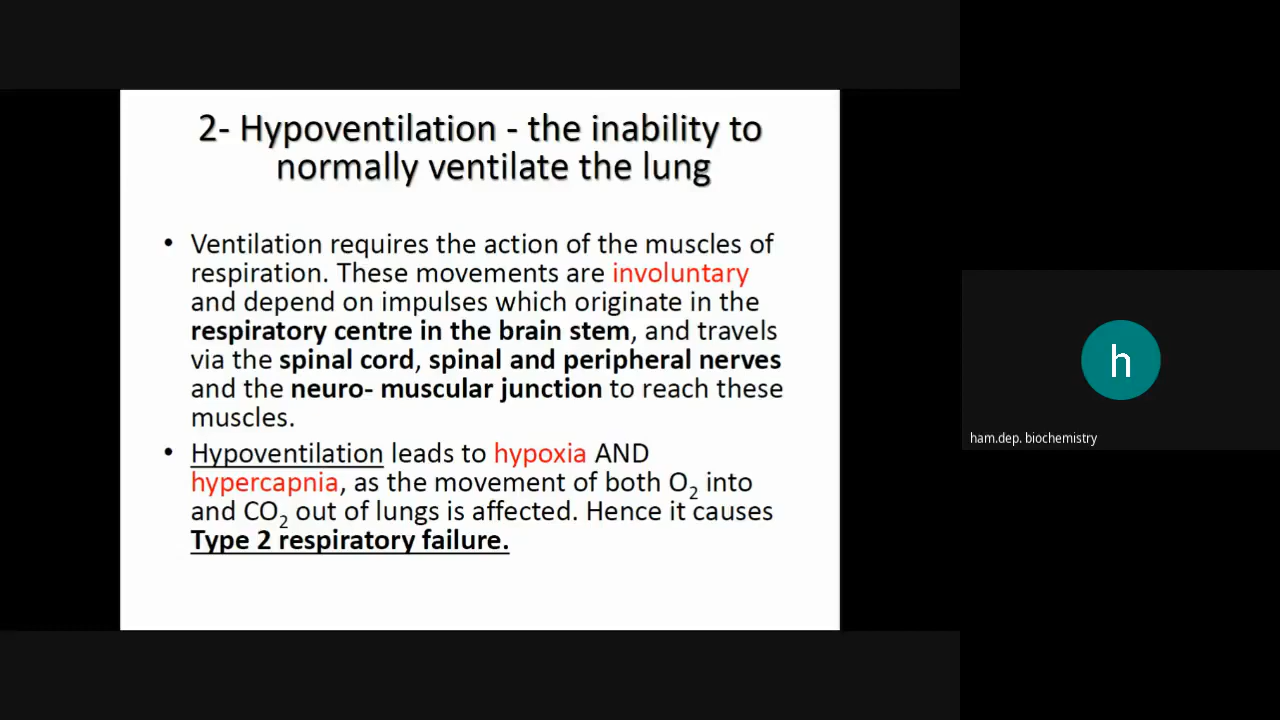 2- Hypoventilation - the inability to
normally ventilate the lung
• Ventilation requires the action of the muscles of
respiration. These movements are involuntary
and depend on impulses which originate in the
respiratory centre in the brain stem, and travels
via the spinal cord, spinal and peripheral nerves
and the neuro- muscular junction to reach these
muscles.
• Hypoventilation leads to hypoxia AND
hypercapnia, as the movement of both O₂ into
and CO₂ out of lungs is affected. Hence it causes
Type 2 respiratory failure.
h
ham.dep. biochemistry